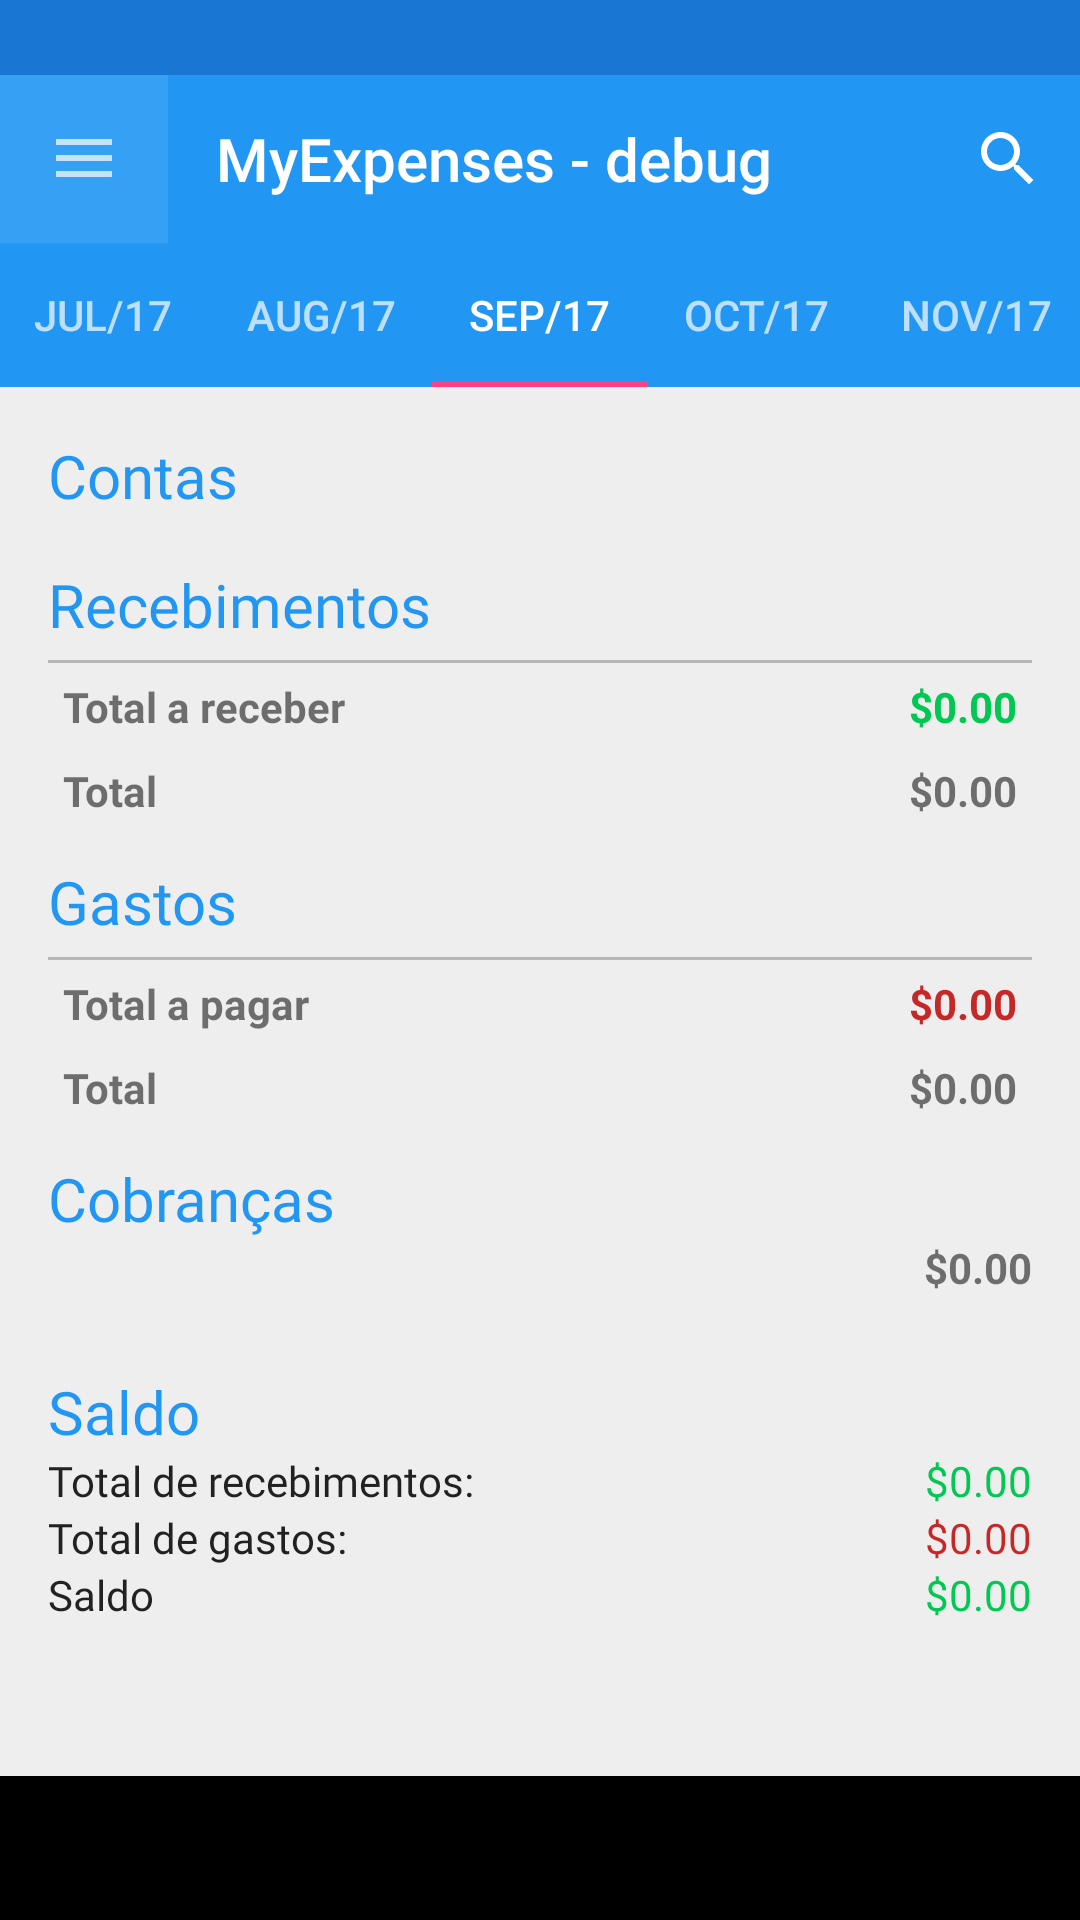 MyExpenses - debug
JUL/17 AUG/17 SEP/17 OCT/17 NOV/17
Contas
Recebimentos
Total a receber $0.00
Total $0.00
Gastos
Total a pagar $0.00
Total $0.00
Cobranças
$0.00
Saldo
Total de recebimentos: $0.00
Total de gastos: $0.00
Saldo $0.00